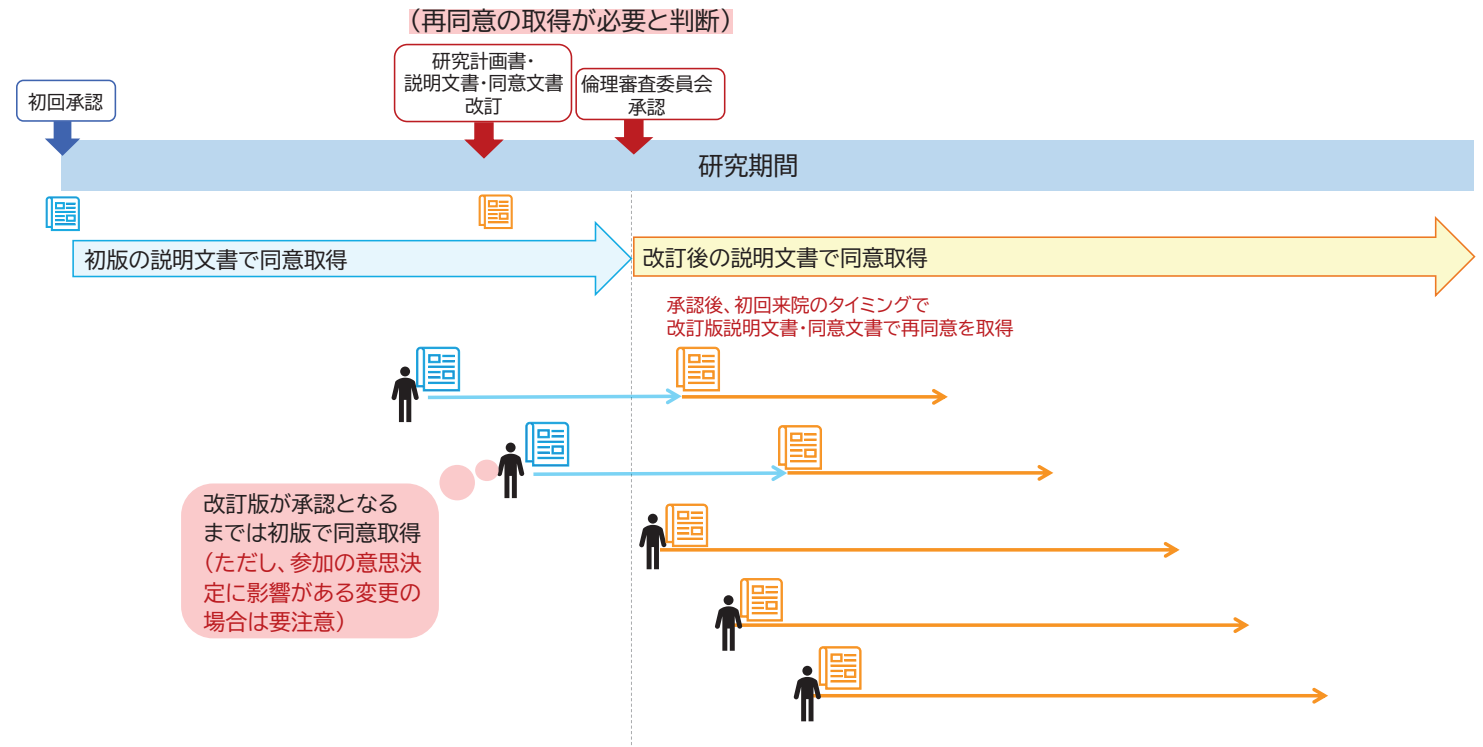 （再同意の取得が必要と判断）
研究計画書・
説明文書・同意文書
改訂
倫理審査委員会
承認
初回承認
研究期間
初版の説明文書で同意取得
改訂後の説明文書で同意取得
承認後、初回来院のタイミングで
改訂版説明文書・同意文書で再同意を取得
改訂版が承認となる
までは初版で同意取得
（ただし、参加の意思決
定に影響がある変更の
場合は要注意）